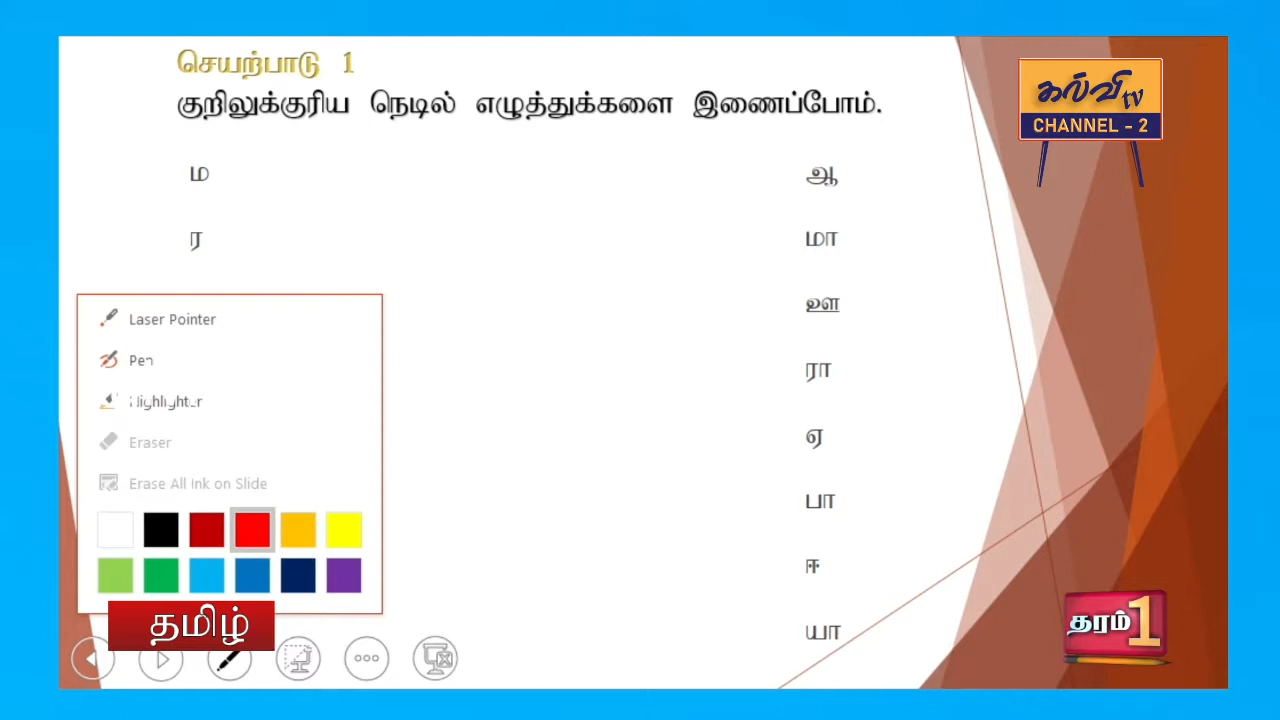 செயற்பாடு 1
குறிலுக்குரிய நெடில் எழுத்துக்களை இணைப்போம்.
கல்வி tv
CHANNEL - 2
ம
ஆ
ர
மா
ஊ
ரா
ஏ
பா
ஈ
யா
Laser Pointer
Pen
Highlighter
Eraser
Erase All Ink on Slide
தமிழ்
தரம் 1